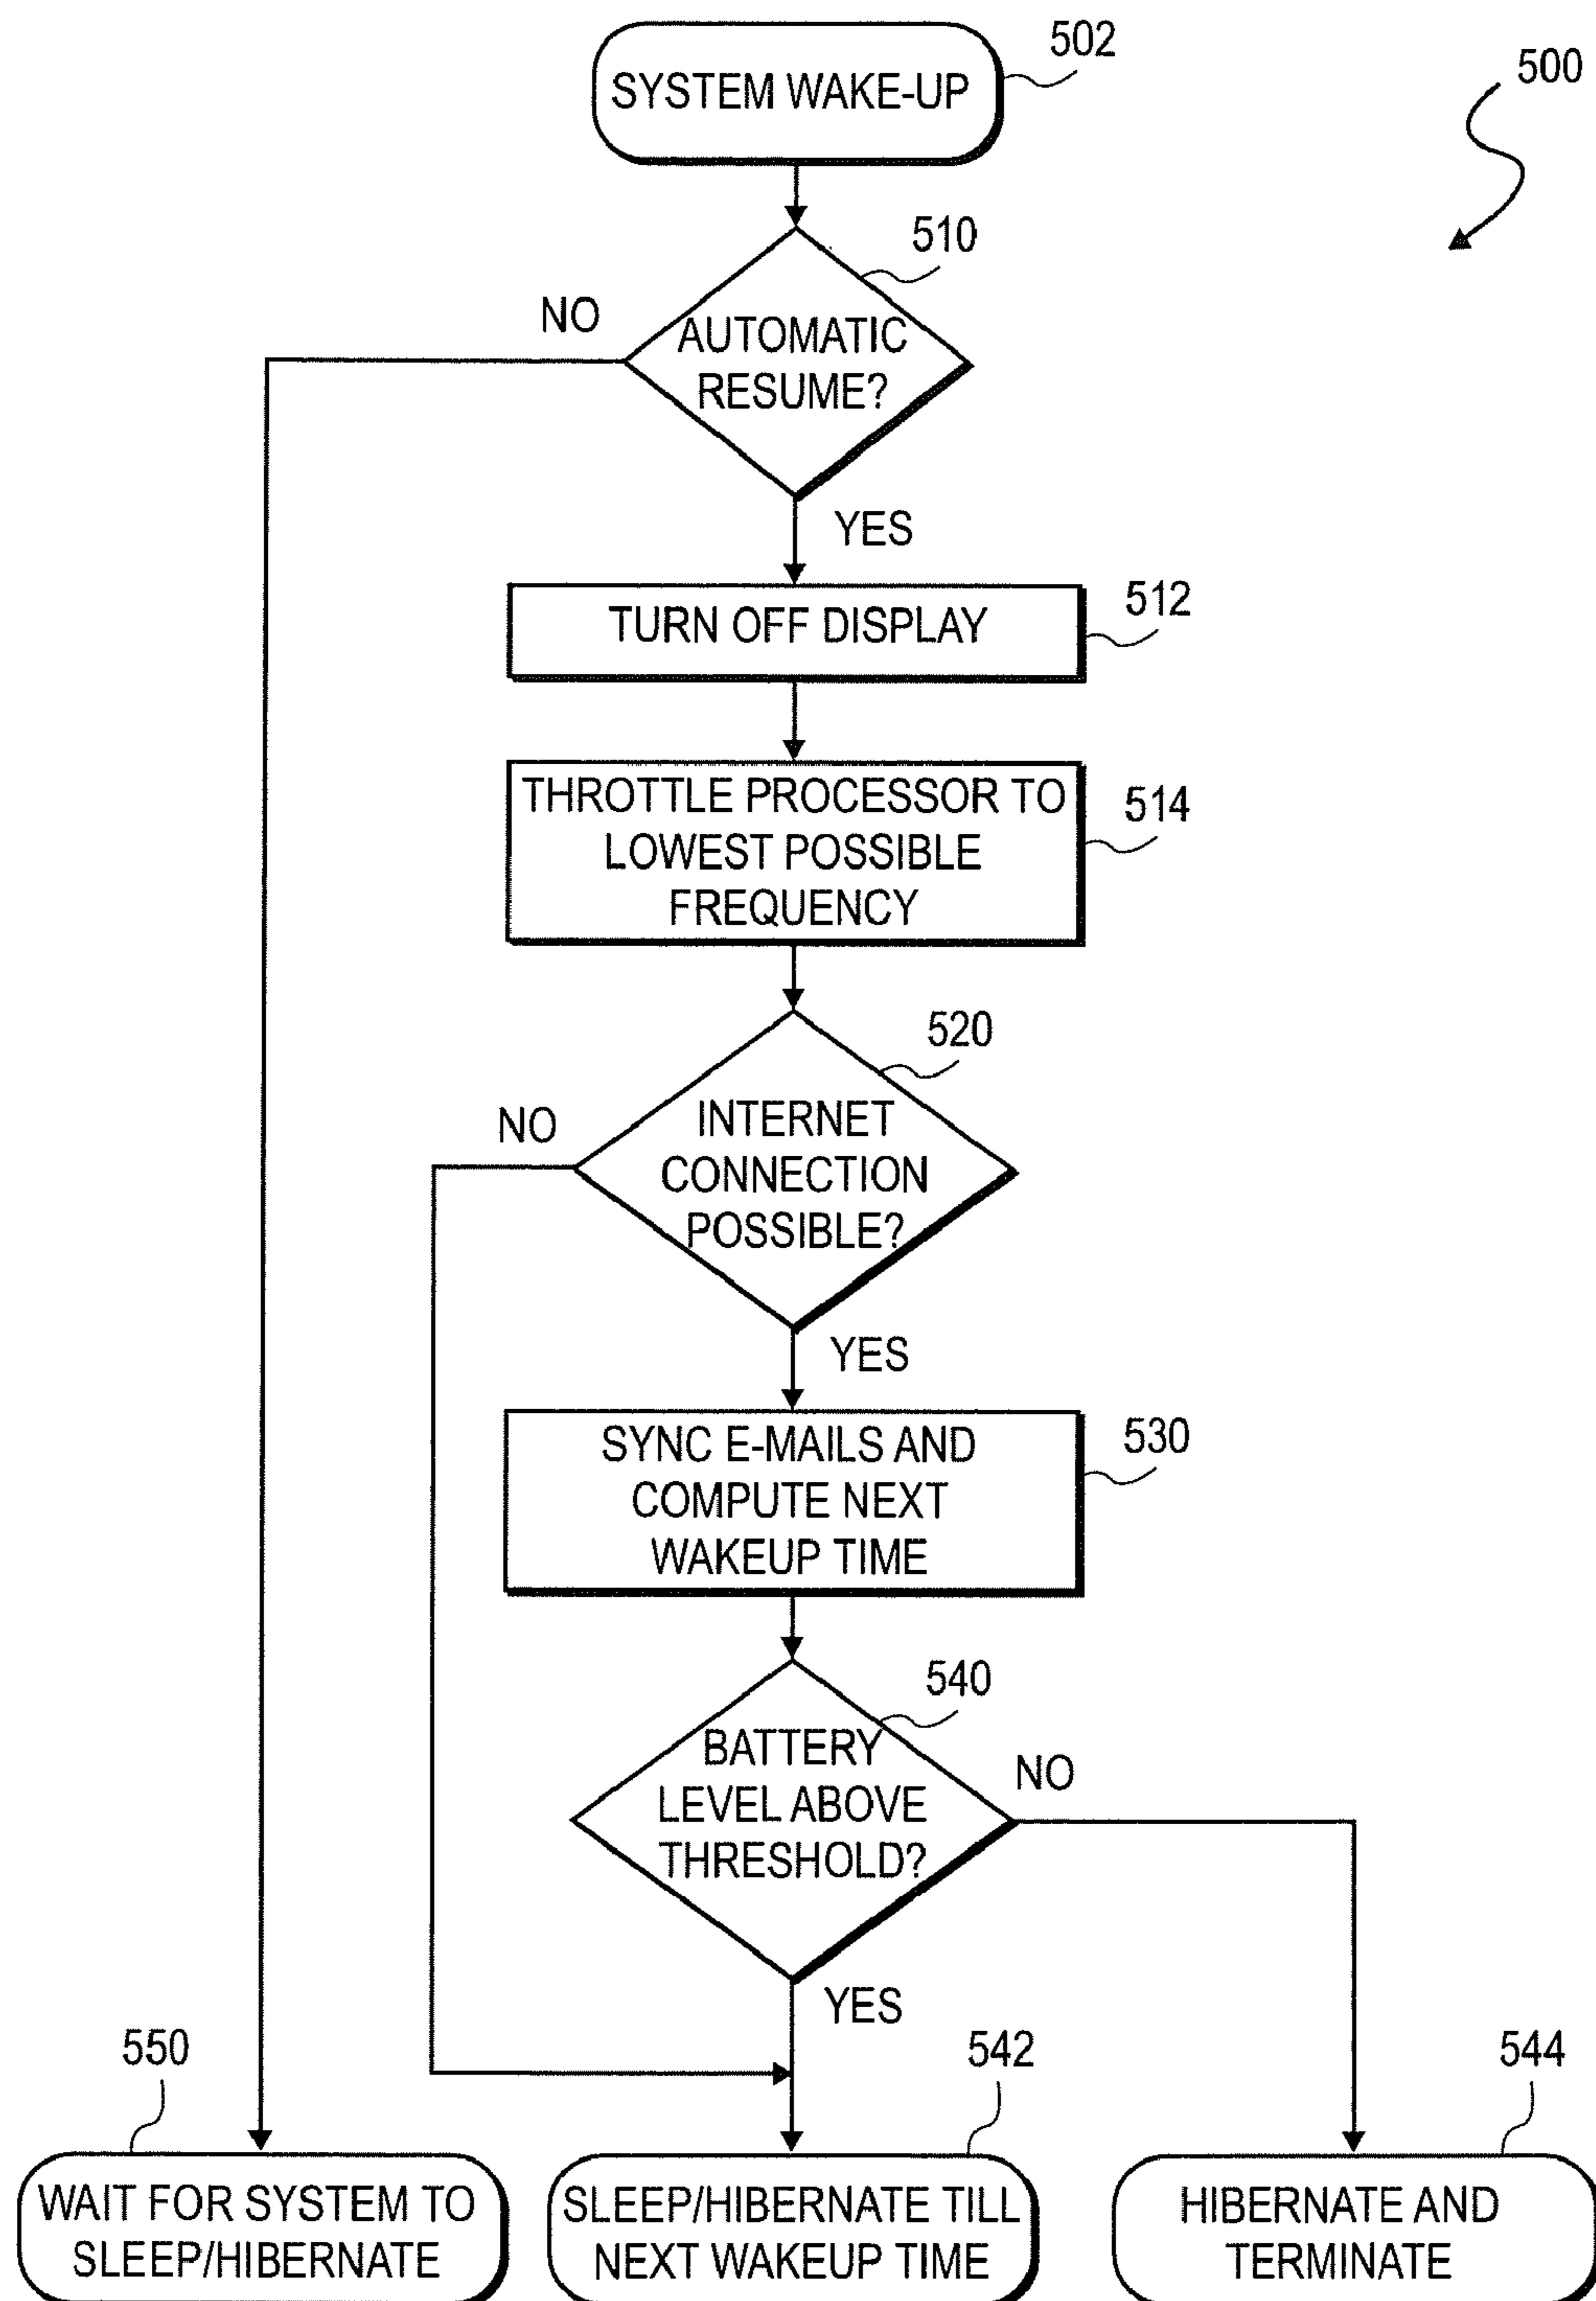 502
SYSTEM WAKE-UP
500
510
NO
AUTOMATIC
RESUME?
YES
512
TURN OFF DISPLAY
THROTTLE PROCESSOR TO
LOWEST POSSIBLE
FREQUENCY
514
520
NO
INTERNET
CONNECTION
POSSIBLE?
YES
SYNC E-MAILS AND
COMPUTE NEXT
WAKEUP TIME
530
540
BATTERY
LEVEL ABOVE
THRESHOLD?
NO
YES
550
542
544
WAIT FOR SYSTEM TO
SLEEP/HIBERNATE
SLEEP/HIBERNATE TILL
NEXT WAKEUP TIME
HIBERNATE AND
TERMINATE